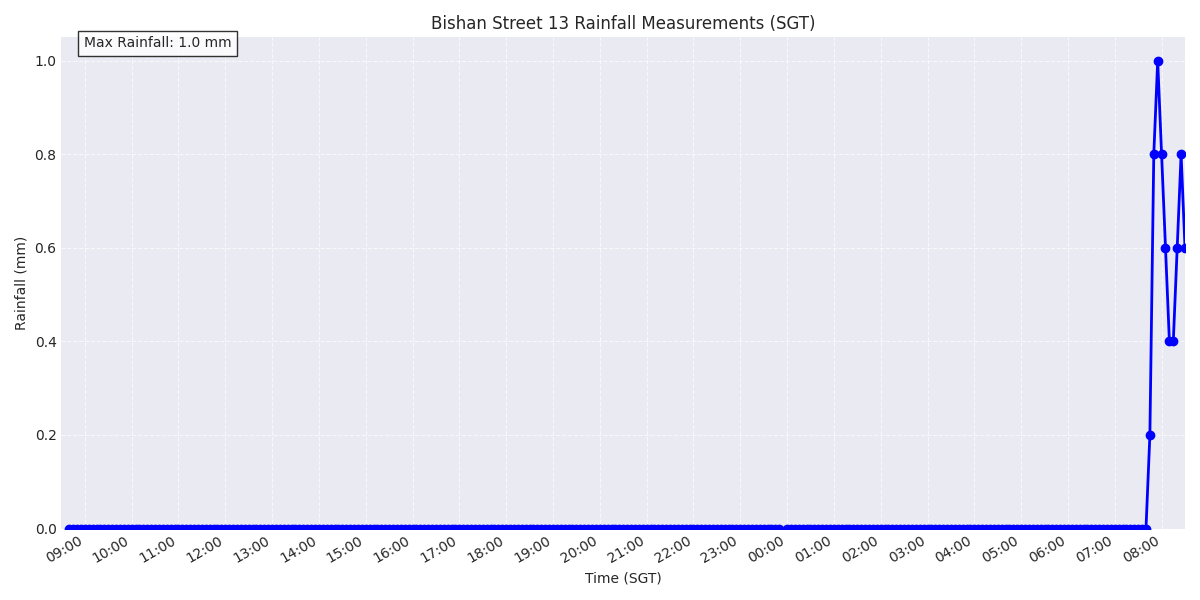 Bishan Street 13 Rainfall Measurements (SGT)
Max Rainfall: 1.0 mm
1.0
0.8
0.6
0.4
0.2
0.0
Rainfall (mm)
09:00 10:00 11:00 12:00 13:00 14:00 15:00 16:00 17:00 18:00 19:00 20:00 21:00 22:00 23:00 00:00 01:00 02:00 03:00 04:00 05:00 06:00 07:00 08:00
Time (SGT)